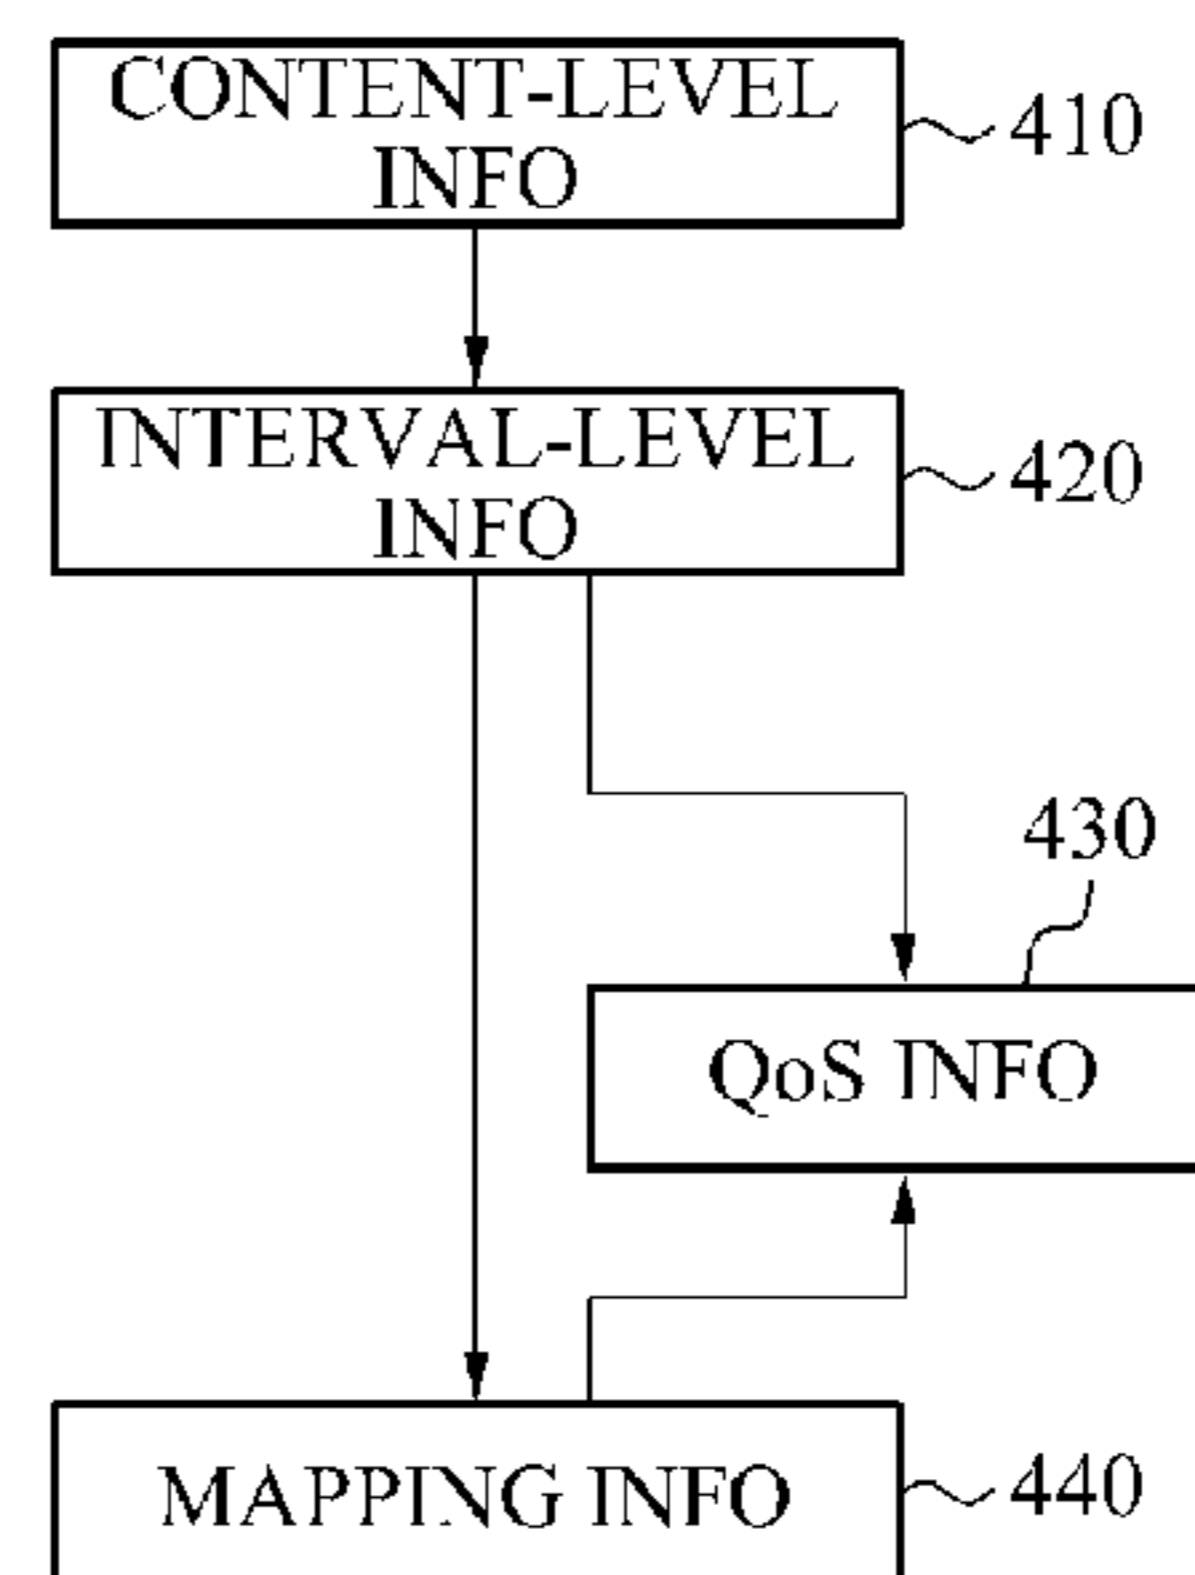 CONTENT-LEVEL
INFO
410
INTERVAL-LEVEL
INFO
420
430
QoS INFO
MAPPING INFO
440